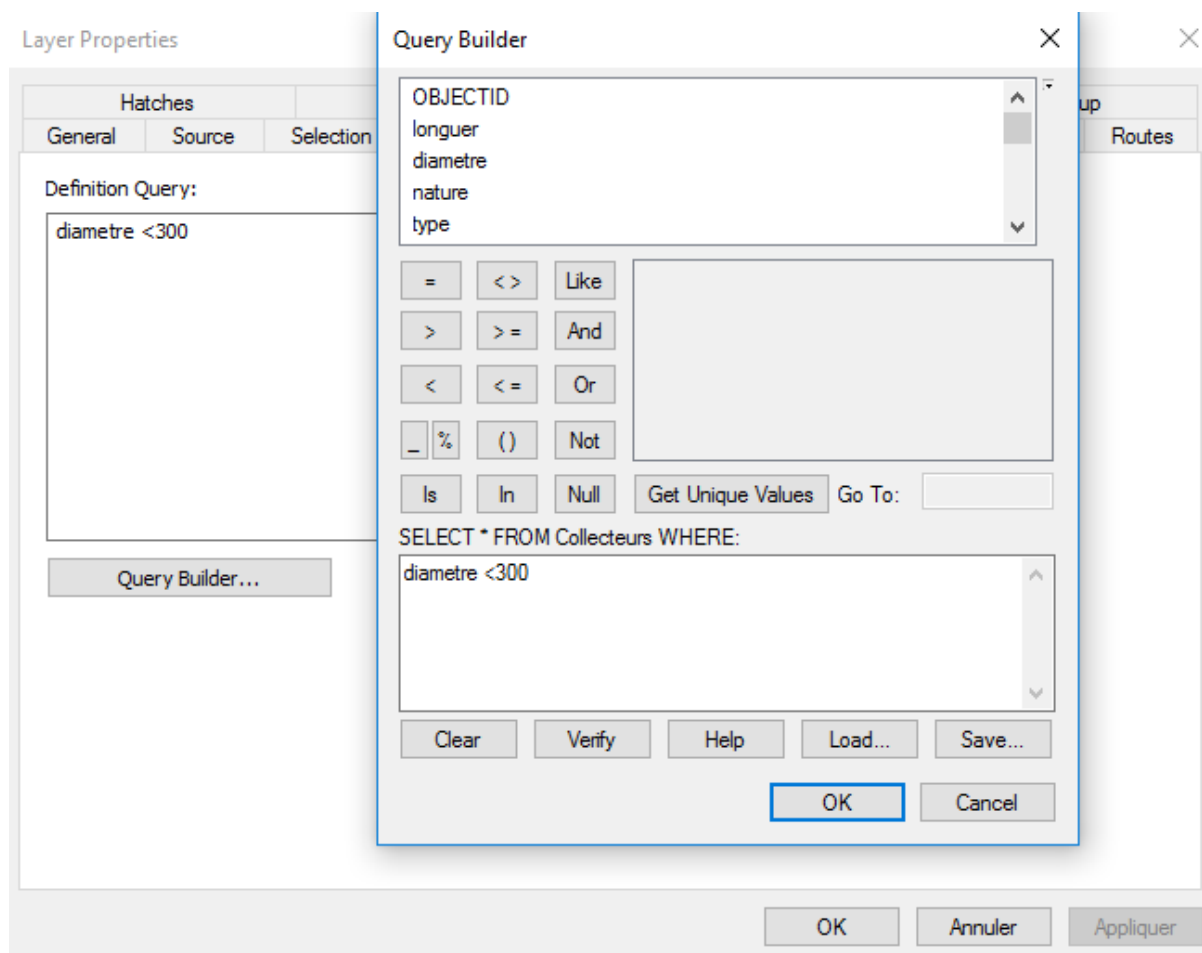 Layer Properties
Hatches
up
General Source Selection Routes
Definition Query:
diametre <300
Query Builder...
Query Builder
OBJECTID
longuer
diametre
nature
type
= < > Like
> > = And
< < = Or
_ % ( ) Not
Is In Null Get Unique Values Go To:
SELECT * FROM Collecteurs WHERE:
diametre <300
Clear Verify Help Load... Save...
OK Cancel
OK Annuler Appliquer